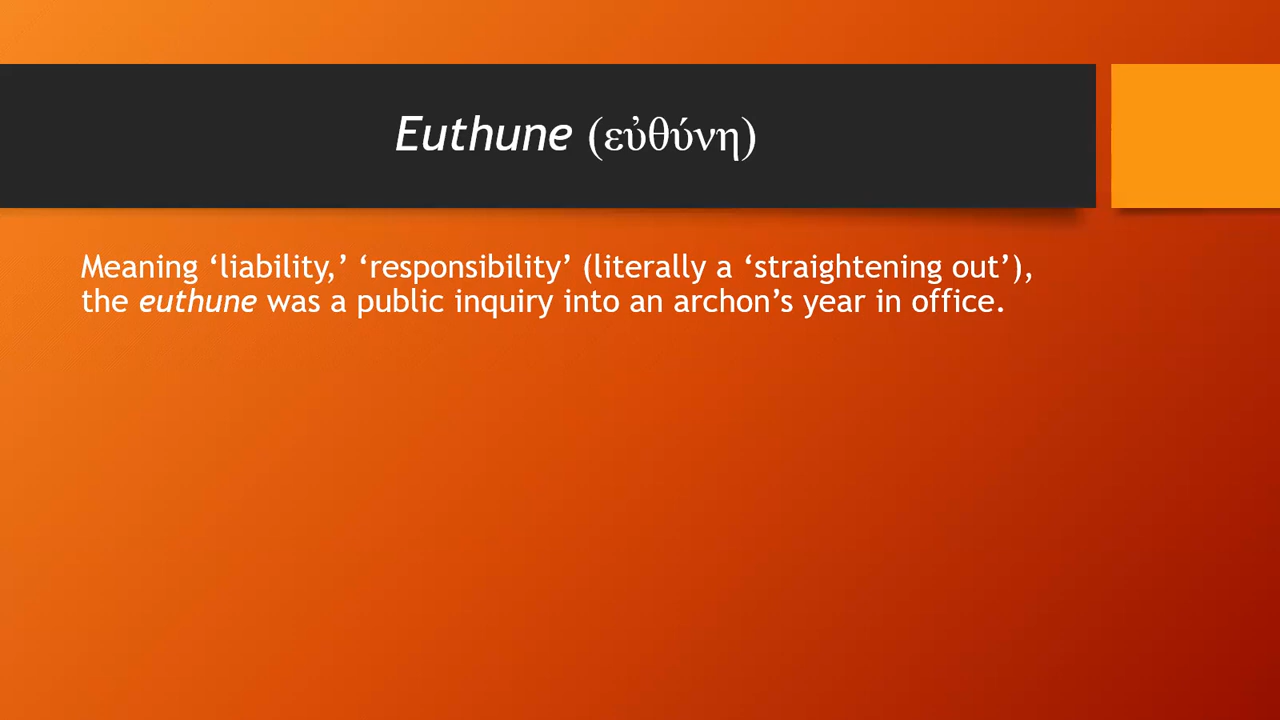 Euthune (εὐθύνη)
Meaning ‘liability,’ ‘responsibility’ (literally a ‘straightening out’),
the euthune was a public inquiry into an archon’s year in office.